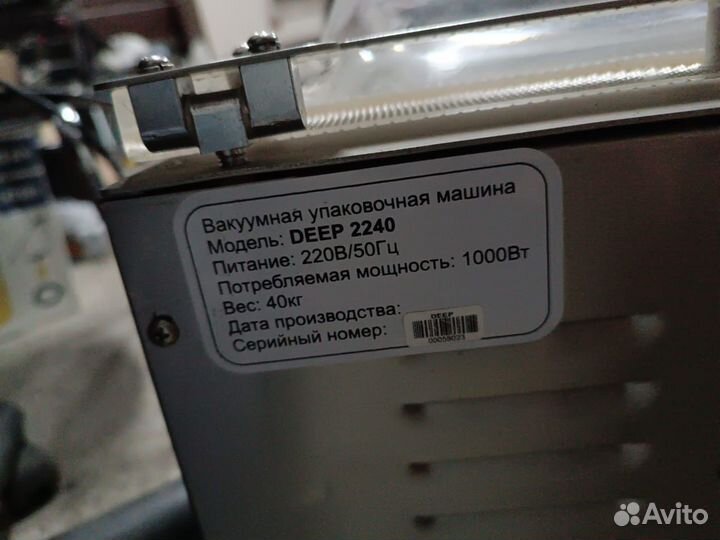 Вакуумная упаковочная машина
Модель: DEEP 2240
Питание: 220В/50Гц
Потребляемая мощность: 1000Вт
Вес: 40кг
Дата производства:
Серийный номер:
DEEP
00058023
Avito